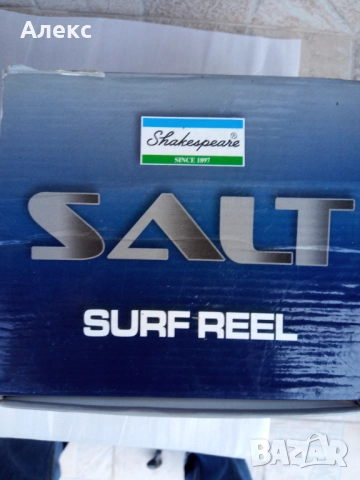 Алекс
Shakespeare®
SINCE 1897
SALT
SURF REEL
BAZAR